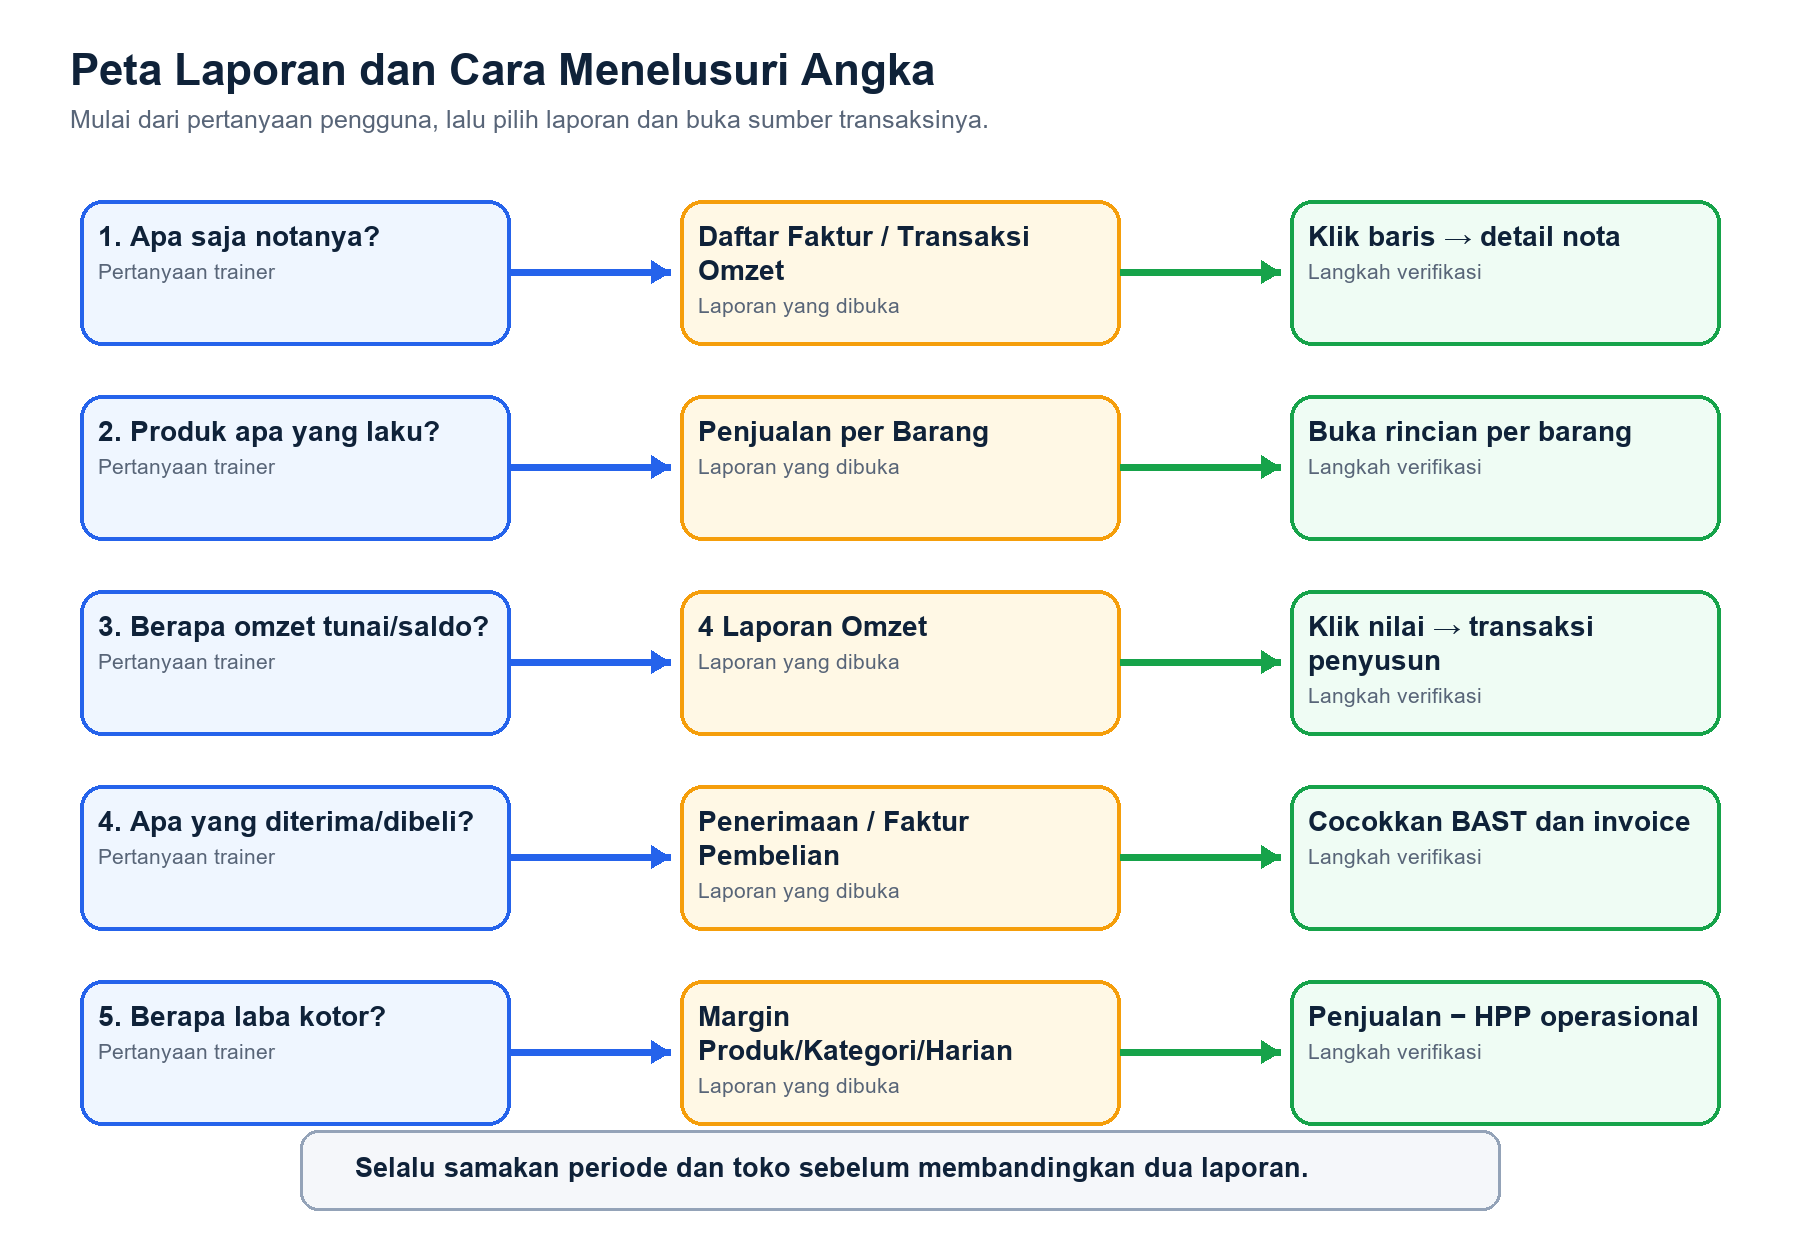 Peta Laporan dan Cara Menelusuri Angka
Mulai dari pertanyaan pengguna, lalu pilih laporan dan buka sumber transaksinya.
1. Apa saja notanya?
Pertanyaan trainer
Daftar Faktur / Transaksi
Omzet
Laporan yang dibuka
Klik baris → detail nota
Langkah verifikasi
2. Produk apa yang laku?
Pertanyaan trainer
Penjualan per Barang
Laporan yang dibuka
Buka rincian per barang
Langkah verifikasi
3. Berapa omzet tunai/saldo?
Pertanyaan trainer
4 Laporan Omzet
Laporan yang dibuka
Klik nilai → transaksi
penyusun
Langkah verifikasi
4. Apa yang diterima/dibeli?
Pertanyaan trainer
Penerimaan / Faktur
Pembelian
Laporan yang dibuka
Cocokkan BAST dan invoice
Langkah verifikasi
5. Berapa laba kotor?
Pertanyaan trainer
Margin
Produk/Kategori/Harian
Laporan yang dibuka
Penjualan − HPP operasional
Langkah verifikasi
Selalu samakan periode dan toko sebelum membandingkan dua laporan.